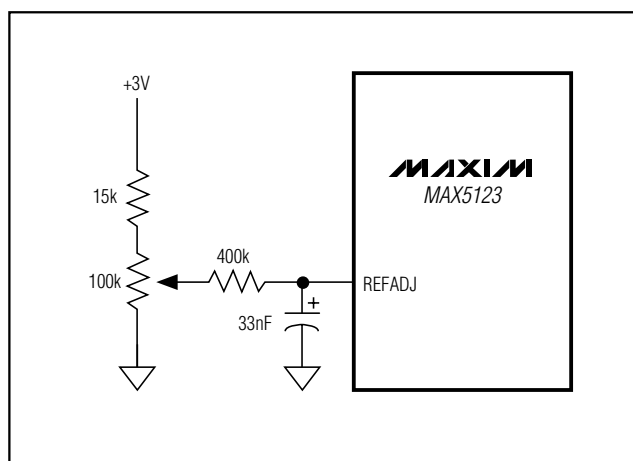 +3V
MAXIM
MAX5123
15k
400k
100k
REFADJ
+
33nF